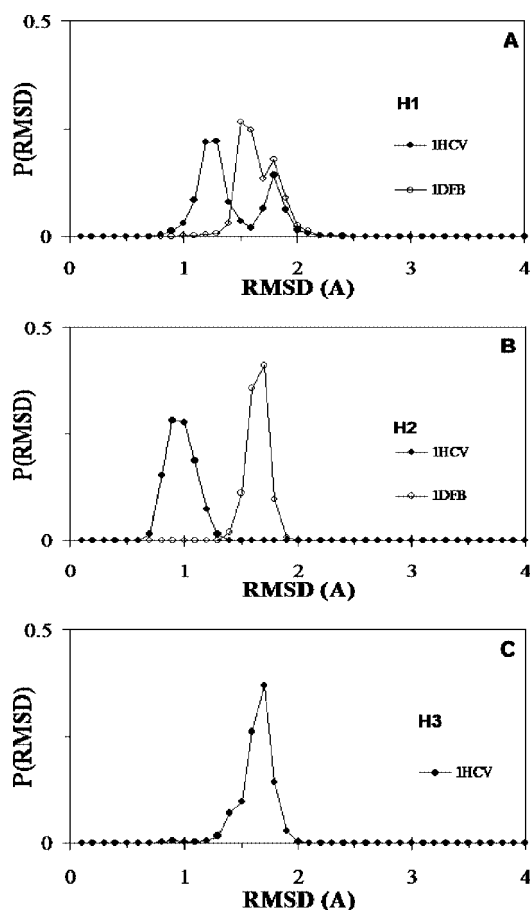 A
0.5
P(RMSD)
H1
1HCV
1DFB
0
0 1 2 3 4
RMSD (A)
B
0.5
P(RMSD)
H2
1HCV
1DFB
0
0 1 2 3 4
RMSD (A)
C
0.5
P(RMSD)
H3
1HCV
0
0 1 2 3 4
RMSD (A)